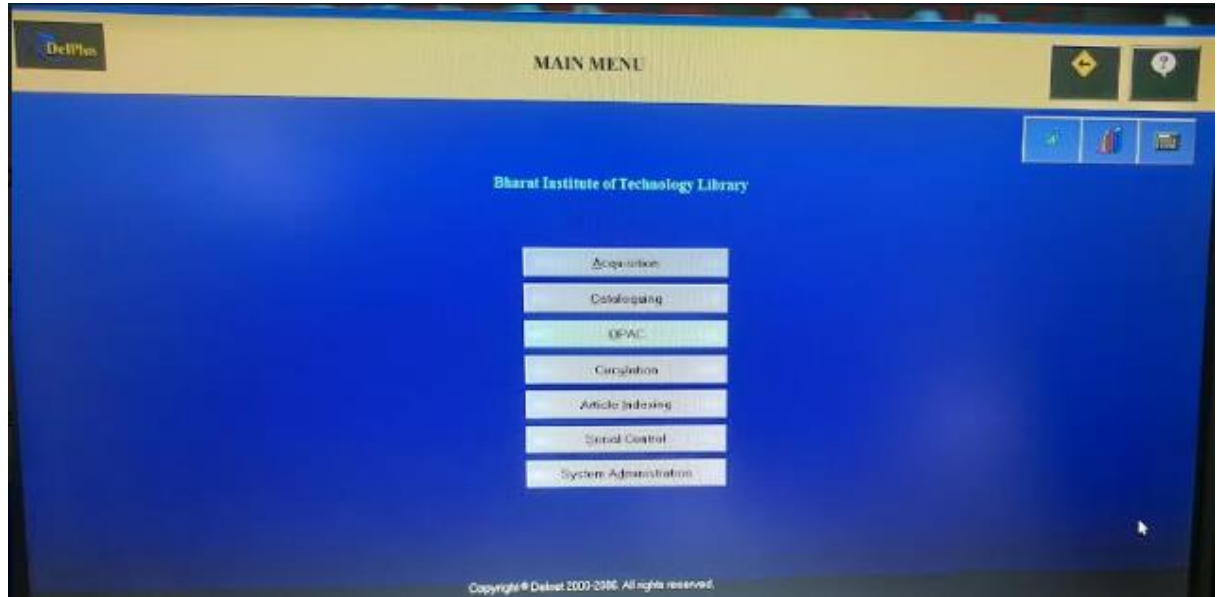 DelPlus
MAIN MENU
Bharat Institute of Technology Library
Acquisition
Cataloguing
OPAC
Circulation
Article Indexing
Serial Control
System Administration
Copyright © Delnet 2000-2006. All rights reserved.